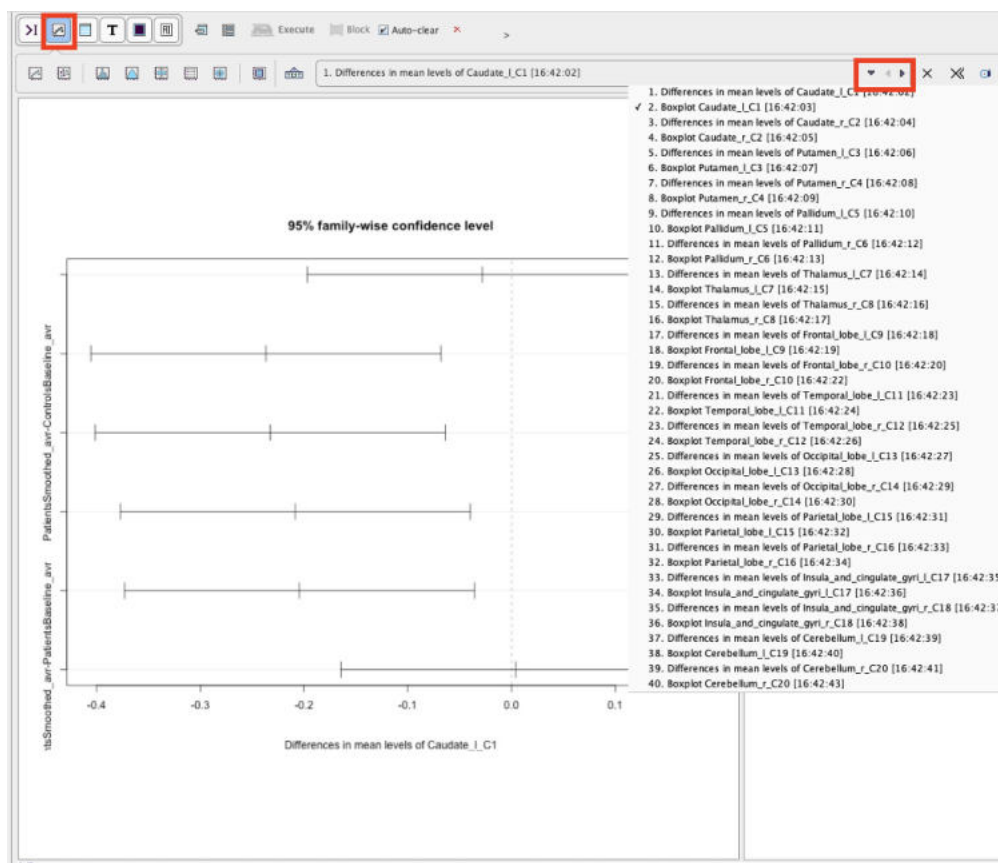 T
Execute
Block
Auto-clear
1. Differences in mean levels of Caudate_l_C1 [16:42:02]
1. Differences in mean levels of Caudate_l_C1 [16:42:02]
✓ 2. Boxplot Caudate_l_C1 [16:42:03]
3. Differences in mean levels of Caudate_r_C2 [16:42:04]
4. Boxplot Caudate_r_C2 [16:42:05]
5. Differences in mean levels of Putamen_l_C3 [16:42:06]
6. Boxplot Putamen_l_C3 [16:42:07]
7. Differences in mean levels of Putamen_r_C4 [16:42:08]
8. Boxplot Putamen_r_C4 [16:42:09]
9. Differences in mean levels of Pallidum_l_C5 [16:42:10]
10. Boxplot Pallidum_l_C5 [16:42:11]
11. Differences in mean levels of Pallidum_r_C6 [16:42:12]
12. Boxplot Pallidum_r_C6 [16:42:13]
13. Differences in mean levels of Thalamus_l_C7 [16:42:14]
14. Boxplot Thalamus_l_C7 [16:42:15]
15. Differences in mean levels of Thalamus_r_C8 [16:42:16]
16. Boxplot Thalamus_r_C8 [16:42:17]
17. Differences in mean levels of Frontal_lobe_l_C9 [16:42:18]
18. Boxplot Frontal_lobe_l_C9 [16:42:19]
19. Differences in mean levels of Frontal_lobe_r_C10 [16:42:20]
20. Boxplot Frontal_lobe_r_C10 [16:42:22]
21. Differences in mean levels of Temporal_lobe_l_C11 [16:42:23]
22. Boxplot Temporal_lobe_l_C11 [16:42:24]
23. Differences in mean levels of Temporal_lobe_r_C12 [16:42:25]
24. Boxplot Temporal_lobe_r_C12 [16:42:26]
25. Differences in mean levels of Occipital_lobe_l_C13 [16:42:27]
26. Boxplot Occipital_lobe_l_C13 [16:42:28]
27. Differences in mean levels of Occipital_lobe_r_C14 [16:42:29]
28. Boxplot Occipital_lobe_r_C14 [16:42:30]
29. Differences in mean levels of Parietal_lobe_l_C15 [16:42:31]
30. Boxplot Parietal_lobe_l_C15 [16:42:32]
31. Differences in mean levels of Parietal_lobe_r_C16 [16:42:33]
32. Boxplot Parietal_lobe_r_C16 [16:42:34]
33. Differences in mean levels of Insula_and_cingulate_gyri_l_C17 [16:42:35
34. Boxplot Insula_and_cingulate_gyri_l_C17 [16:42:36]
35. Differences in mean levels of Insula_and_cingulate_gyri_r_C18 [16:42:37
36. Boxplot Insula_and_cingulate_gyri_r_C18 [16:42:38]
37. Differences in mean levels of Cerebellum_l_C19 [16:42:39]
38. Boxplot Cerebellum_l_C19 [16:42:40]
39. Differences in mean levels of Cerebellum_r_C20 [16:42:41]
40. Boxplot Cerebellum_r_C20 [16:42:43]
95% family-wise confidence level
PatientsSmoothed_avr-ControlsBaseline_avr
ntsSmoothed_avr-PatientsBaseline_avr
-0.4
-0.3
-0.2
-0.1
0.0
0.1
Differences in mean levels of Caudate_l_C1